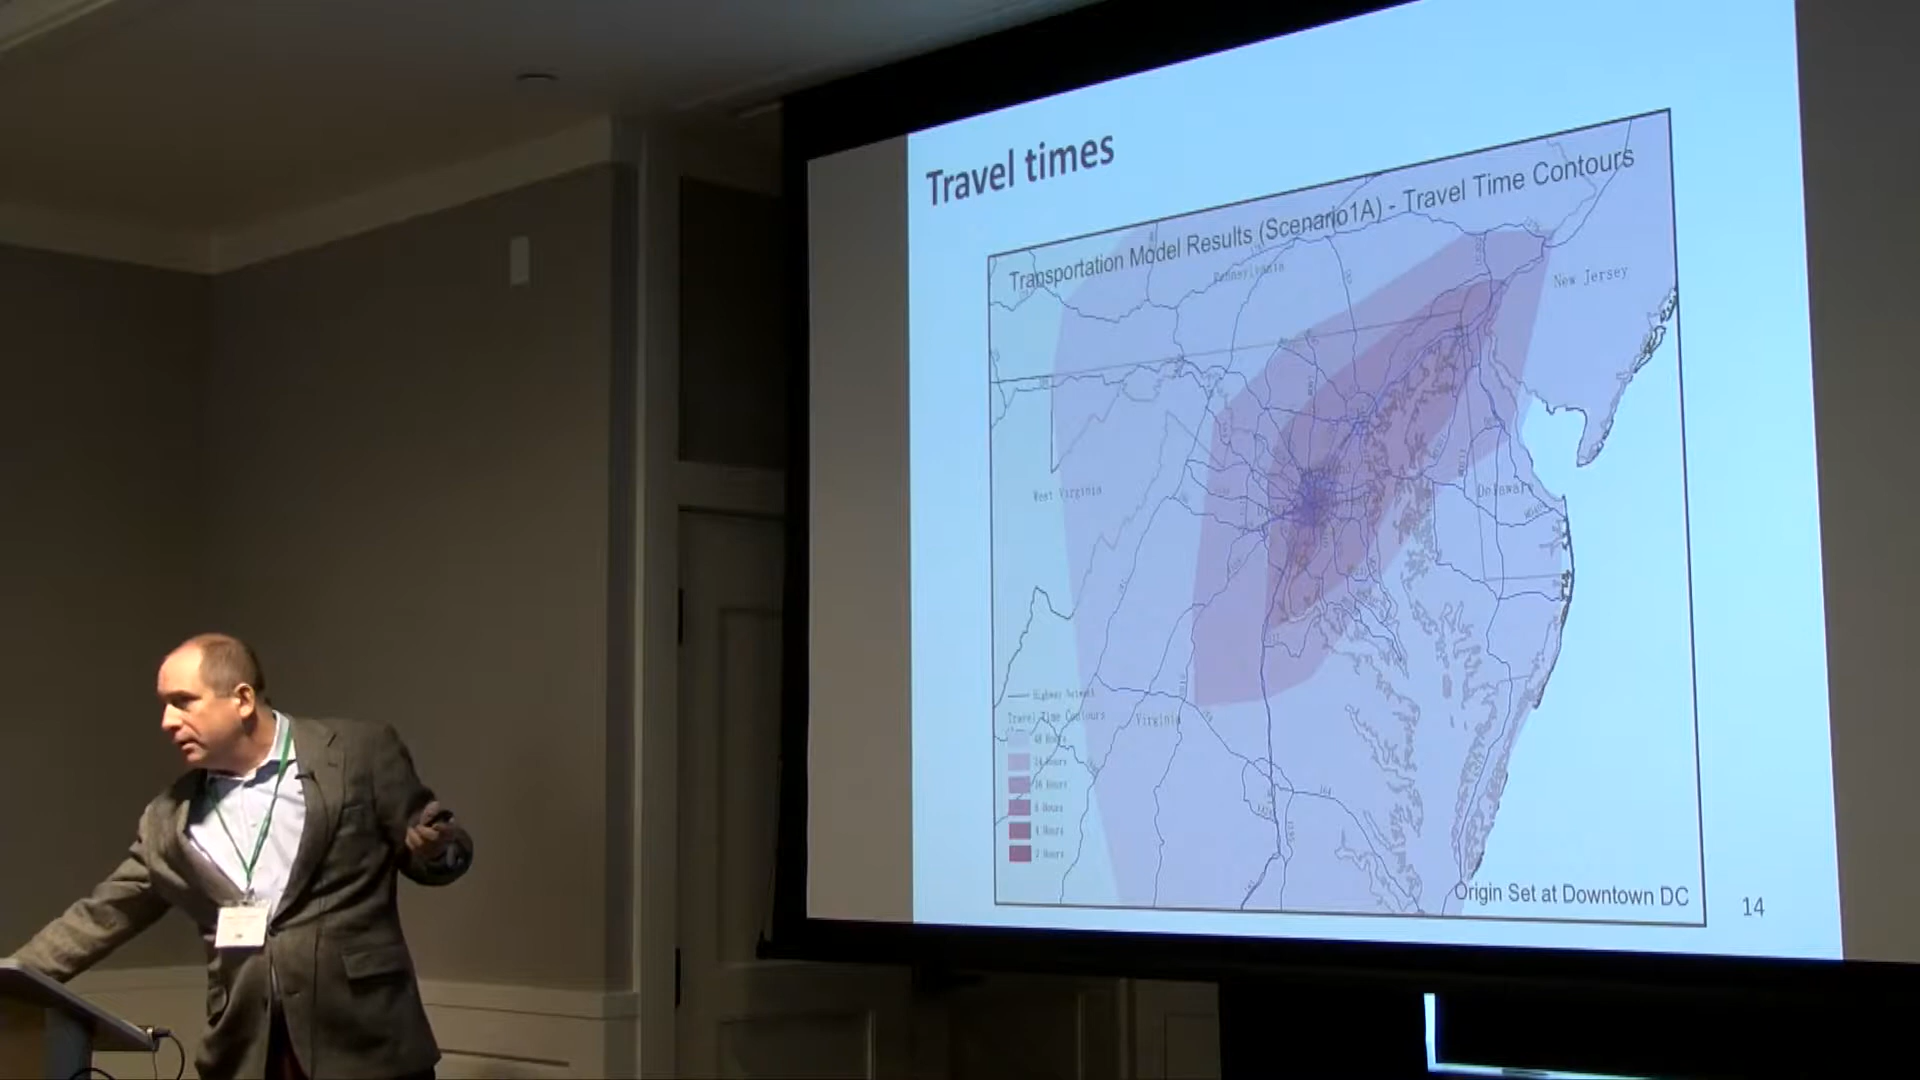 Travel times
Transportation Model Results (Scenario1A) - Travel Time Contours
Pennsylvania
New Jersey
West Virginia
Delaware
Highway Network
Travel Time Contours
Virginia
48 Hours
24 Hours
16 Hours
8 Hours
4 Hours
2 Hours
I64
Origin Set at Downtown DC
14